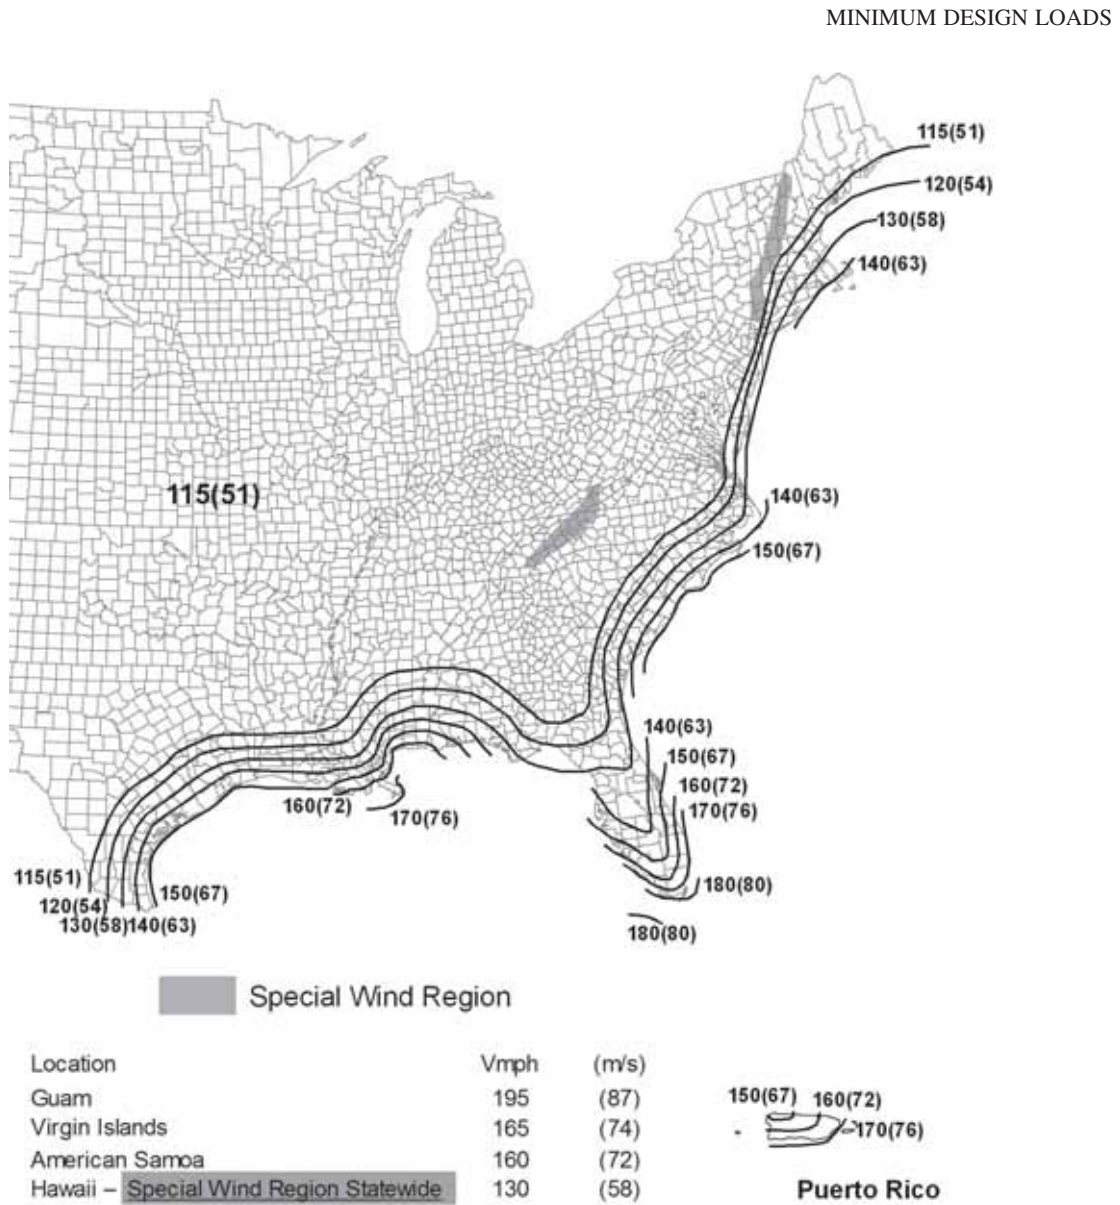 MINIMUM DESIGN LOADS
115(51)
120(54)
130(58)
140(63)
115(51)
140(63)
150(67)
140(63)
150(67)
160(72)
170(76)
160(72)
170(76)
115(51)
120(54)
130(58)140(63)
150(67)
180(80)
180(80)
Special Wind Region
Location Vmph (m/s)
Guam 195 (87)
Virgin Islands 165 (74)
American Samoa 160 (72)
Hawaii – Special Wind Region Statewide 130 (58)
150(67)
160(72)
170(76)
Puerto Rico